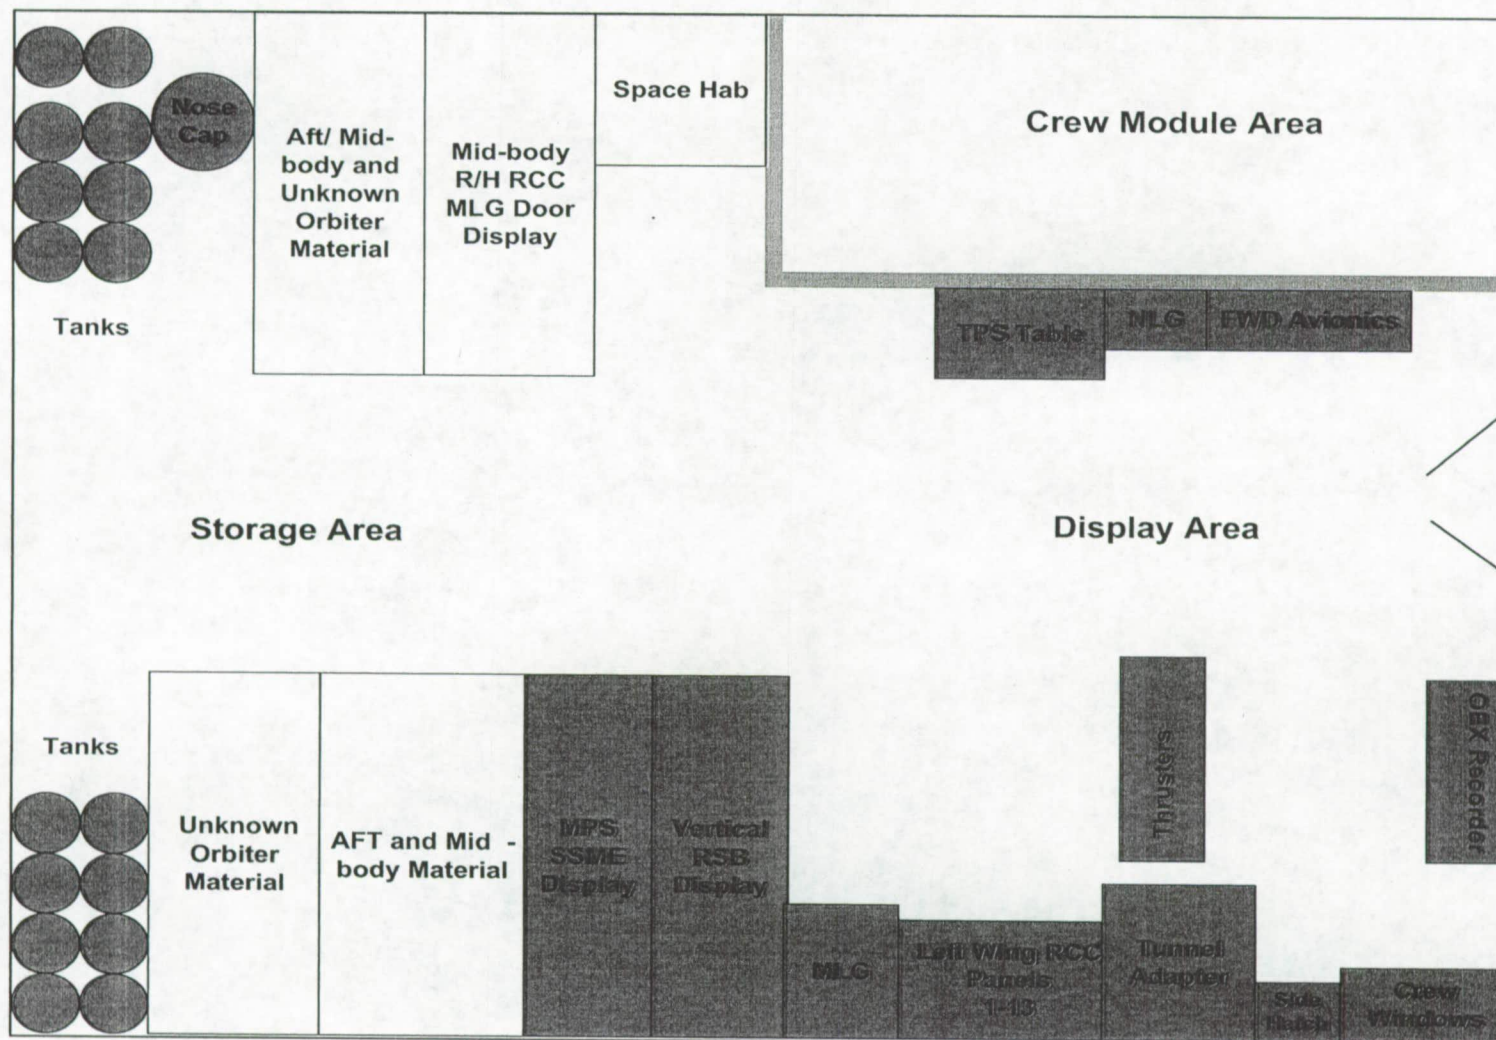 Nose
Cap
Aft/ Mid-
body and
Unknown
Orbiter
Material
Mid-body
R/H RCC
MLG Door
Display
Space Hab
Crew Module Area
Tanks
TPS Table
NLG
FWD Avionics
Storage Area
Display Area
Tanks
Unknown
Orbiter
Material
AFT and Mid -
body Material
MPS
SSME
Display
Vertical
RSB
Display
MLG
Left Wing RCC
Panels
1-13
Thrusters
Tunnel
Adapter
Side
Hatch
OEX Recorder
Crew
Windows